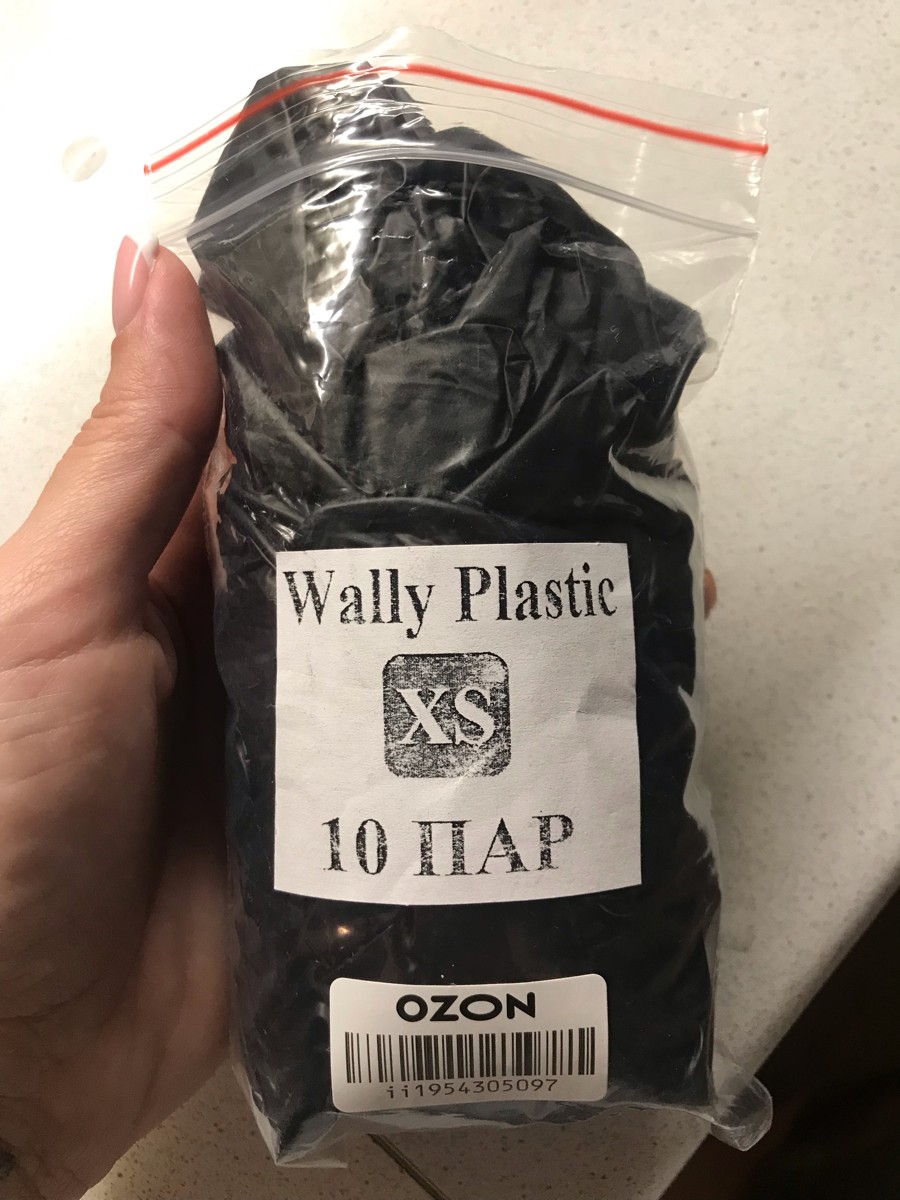 Wally Plastic
XS
10 ПАР
OZON
ii1954305097